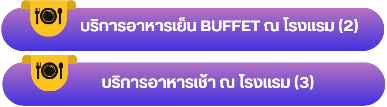 บริการอาหารเย็น BUFFET ณ โรงแรม (2)
บริการอาหารเช้า ณ โรงแรม (3)